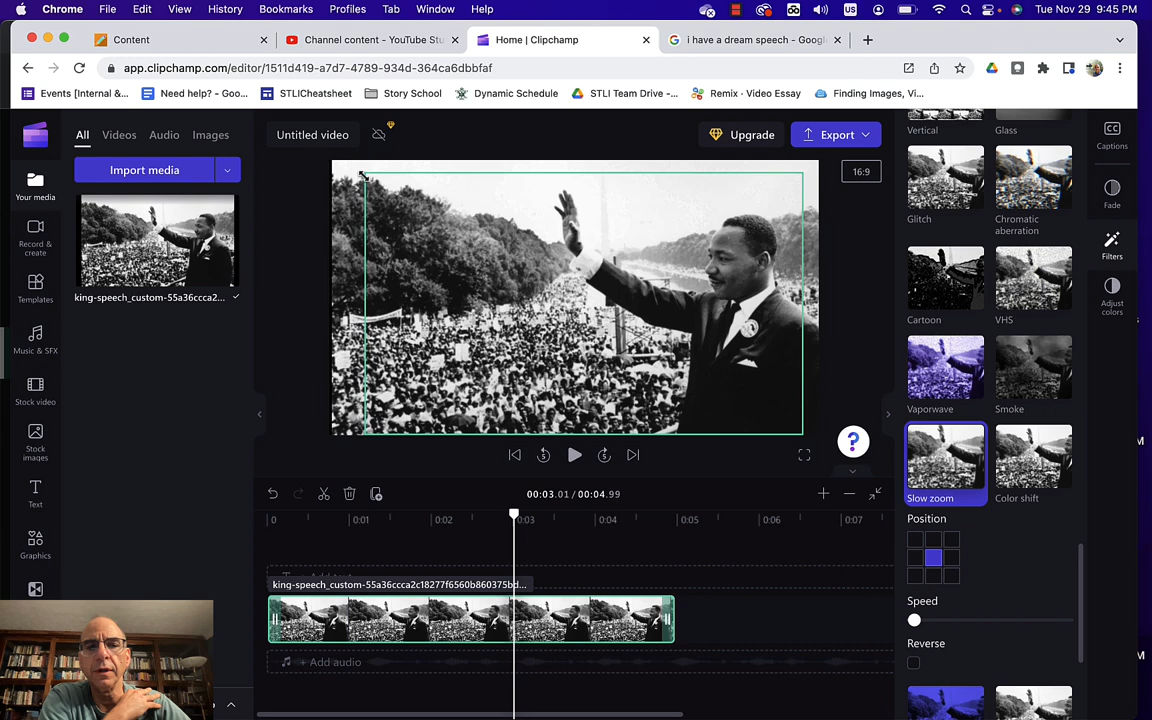 Chrome File Edit View History Bookmarks Profiles Tab Window Help
US Tue Nov 29 9:45 PM
Content
Channel content - YouTube Stu
Home | Clipchamp
i have a dream speech - Googl
app.clipchamp.com/editor/1511d419-a7d7-4789-934d-364ca6dbbfaf
Events [Internal &...
Need help? - Goo...
STLICheatsheet
Story School
Dynamic Schedule
STLI Team Drive -...
Remix · Video Essay
Finding Images, Vi...
All Videos Audio Images
Import media
king-speech_custom-55a36ccca2...
Your media
Record &
create
Templates
Music & SFX
Stock video
Stock
images
Text
Graphics
Untitled video
Upgrade
Export
16:9
5
5
?
00:03.01 / 00:04.99
0 0:01 0:02 0:03 0:04 0:05 0:06 0:07
king-speech_custom-55a36ccca2c18277f6560b860375bd...
+ Add audio
Vertical
Glass
Glitch
Chromatic
aberration
Cartoon
VHS
Vaporwave
Smoke
Slow zoom
Color shift
Position
Speed
Reverse
CC
Captions
Fade
Filters
Adjust
colors